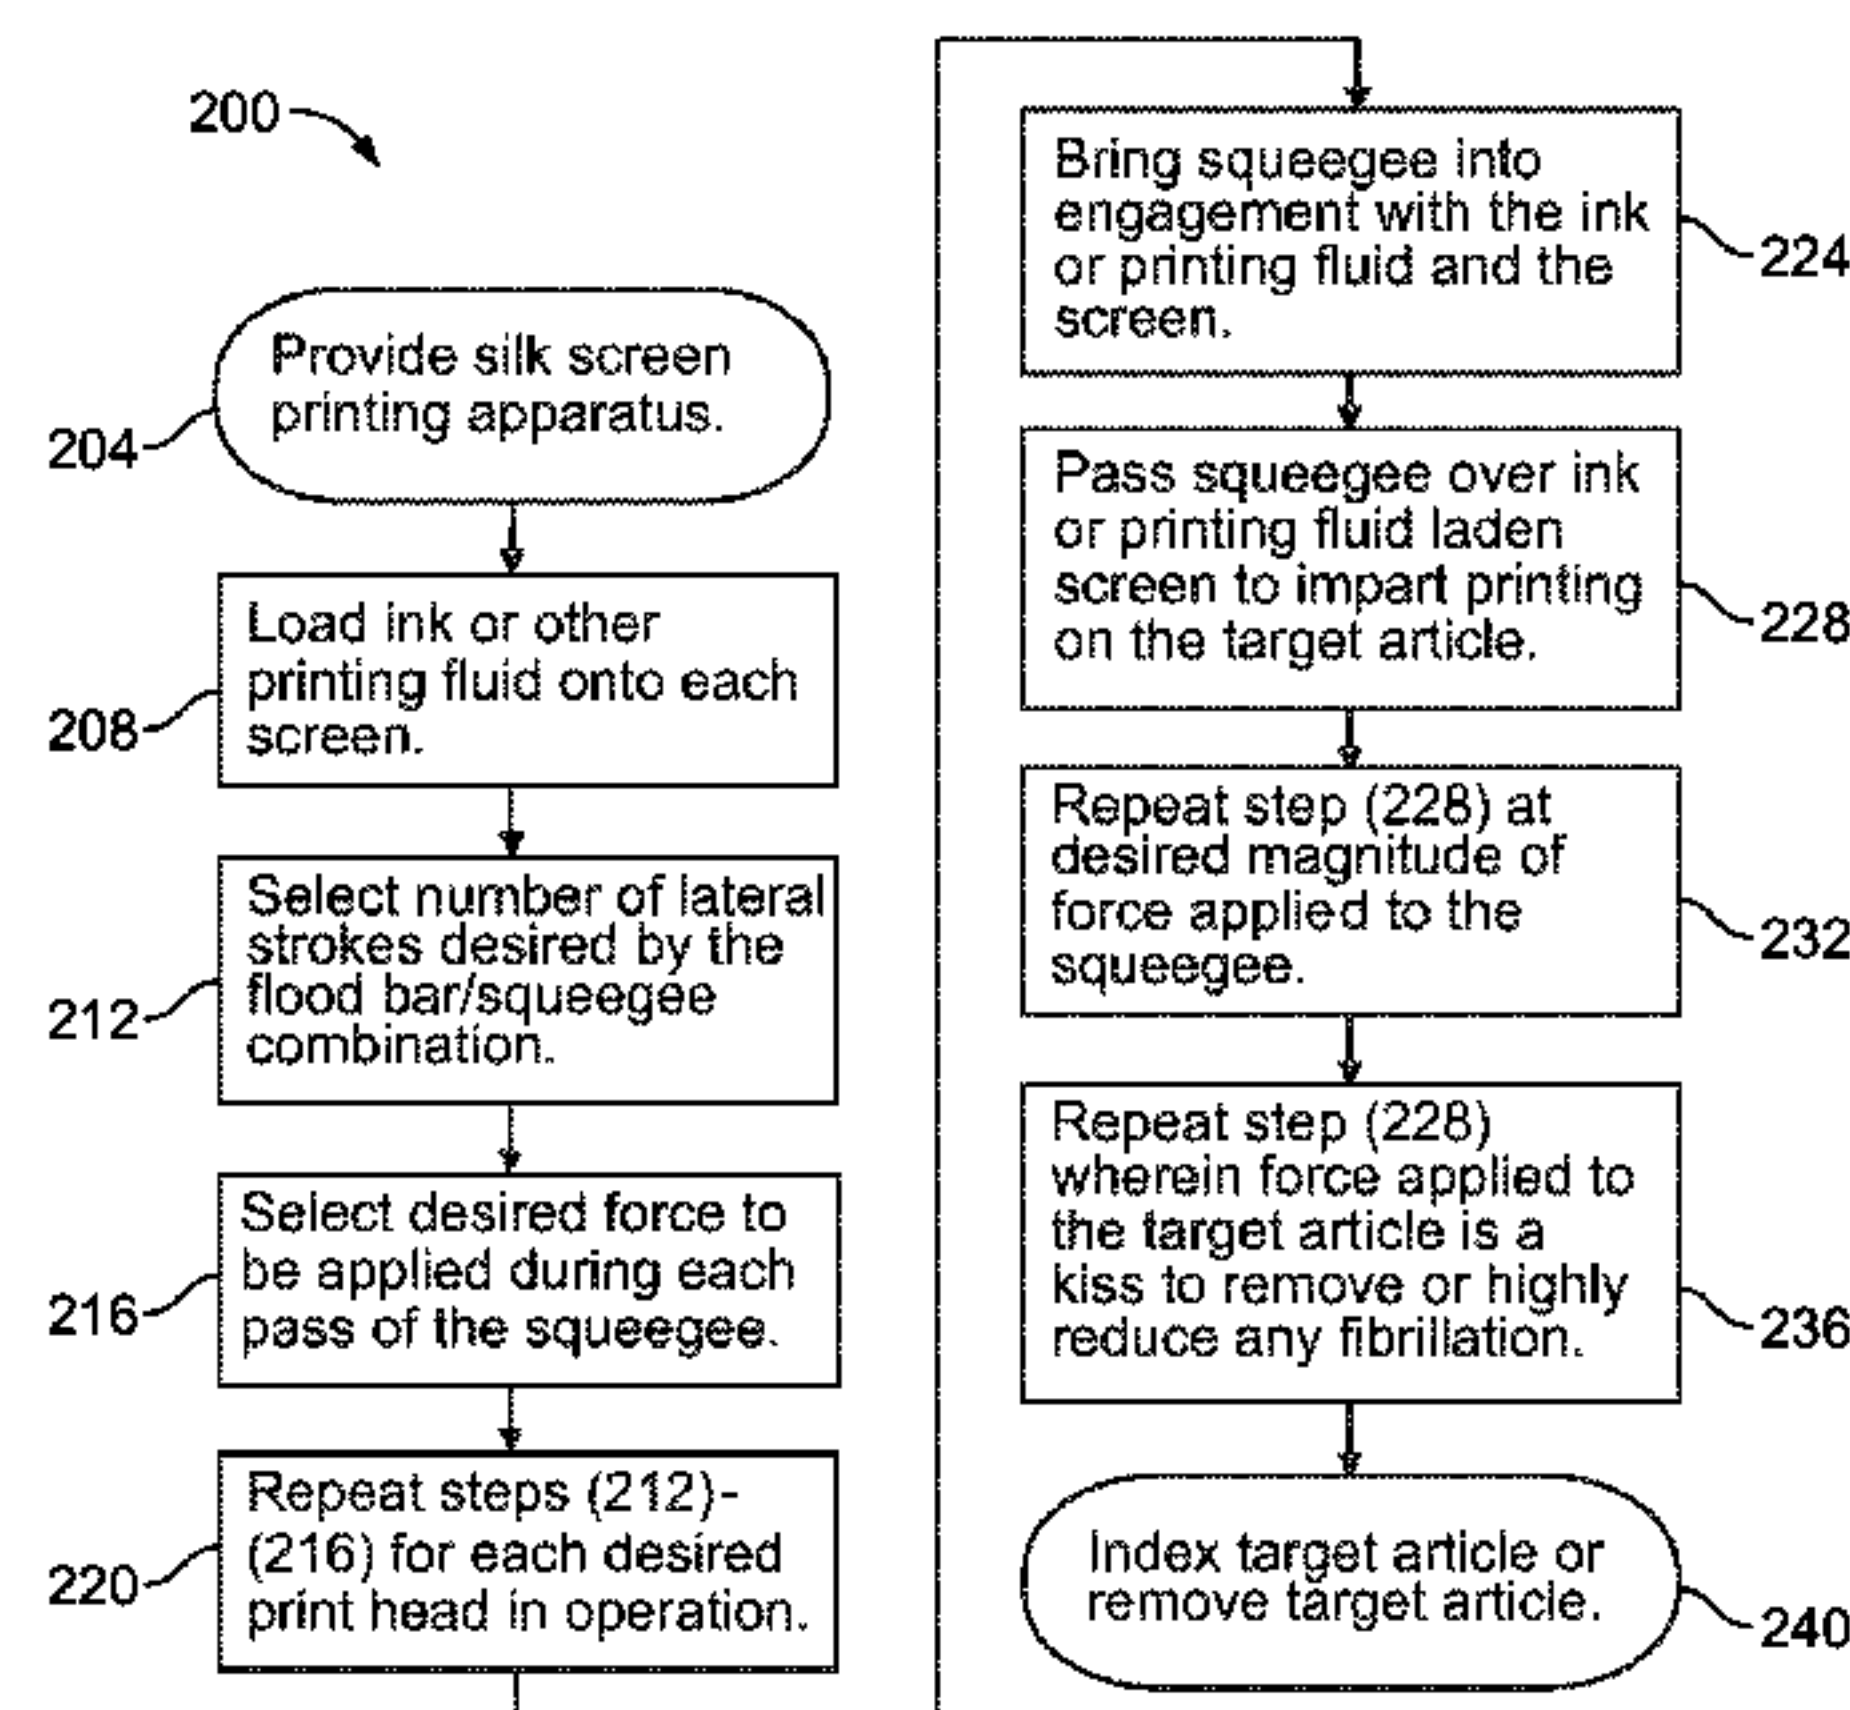 200
Provide silk screen
printing apparatus.
204
Load ink or other
printing fluid onto each
screen.
208
Select number of lateral
strokes desired by the
flood bar/squeegee
combination.
212
Select desired force to
be applied during each
pass of the squeegee.
216
Repeat steps (212)-
(216) for each desired
print head in operation.
220
Bring squeegee into
engagement with the ink
or printing fluid and the
screen.
224
Pass squeegee over ink
or printing fluid laden
screen to impart printing
on the target article.
228
Repeat step (228) at
desired magnitude of
force applied to the
squeegee.
232
Repeat step (228)
wherein force applied to
the target article is a
kiss to remove or highly
reduce any fibrillation.
236
Index target article or
remove target article.
240